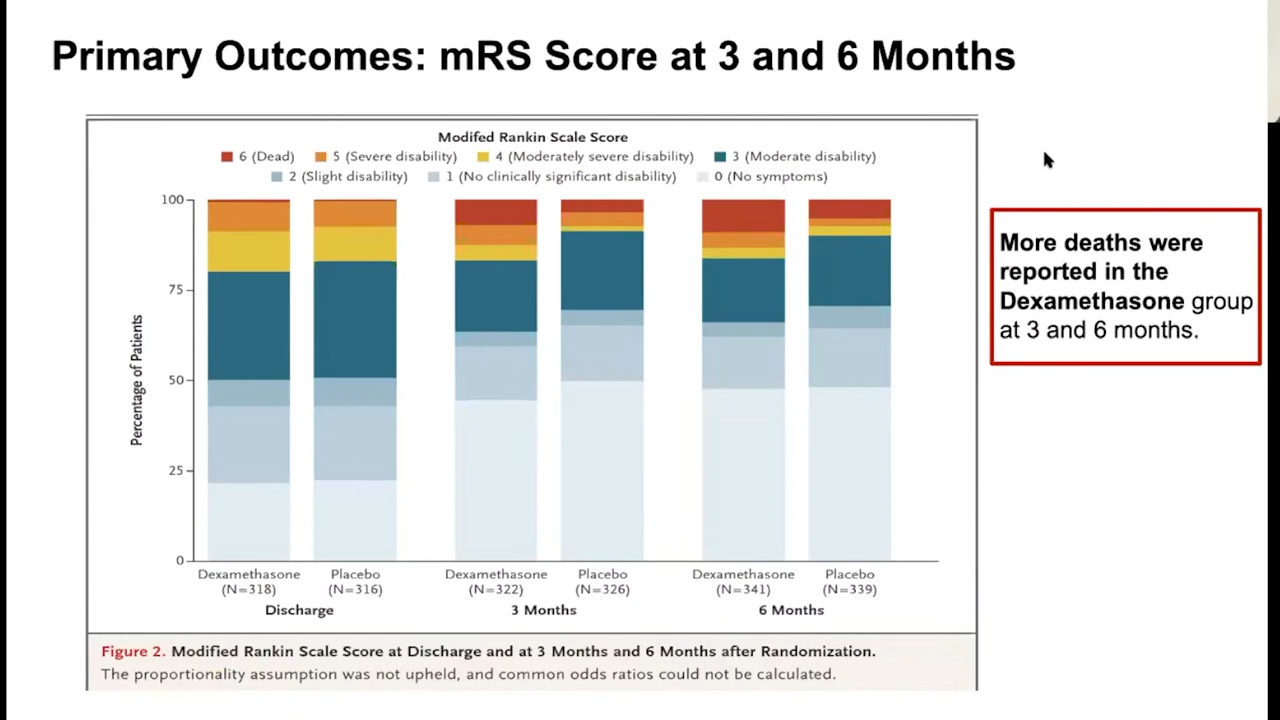 Primary Outcomes: mRS Score at 3 and 6 Months
Modifed Rankin Scale Score
6 (Dead) 5 (Severe disability) 4 (Moderately severe disability) 3 (Moderate disability)
2 (Slight disability) 1 (No clinically significant disability) 0 (No symptoms)
Percentage of Patients
100
75
50
25
0
Dexamethasone Placebo Dexamethasone Placebo Dexamethasone Placebo
(N=318) (N=316) (N=322) (N=326) (N=341) (N=339)
Discharge 3 Months 6 Months
Figure 2. Modified Rankin Scale Score at Discharge and at 3 Months and 6 Months after Randomization.
The proportionality assumption was not upheld, and common odds ratios could not be calculated.
More deaths were
reported in the
Dexamethasone group
at 3 and 6 months.